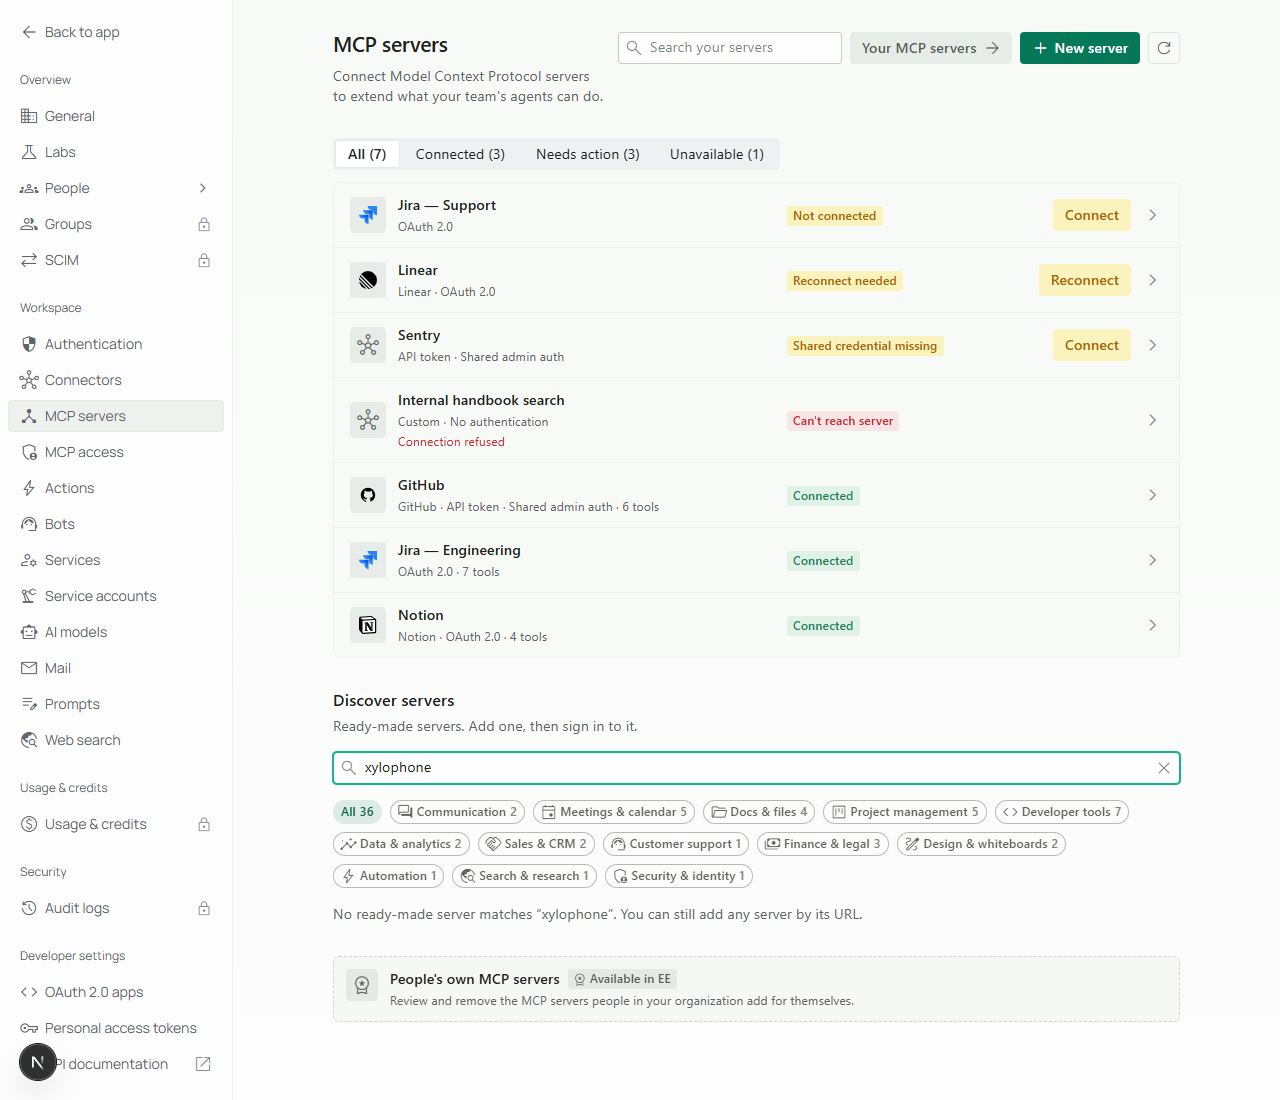 Back to app
Overview
General
Labs
People
Groups
SCIM
Workspace
Authentication
Connectors
MCP servers
MCP access
Actions
Bots
Services
Service accounts
AI models
Mail
Prompts
Web search
Usage & credits
Usage & credits
Security
Audit logs
Developer settings
OAuth 2.0 apps
Personal access tokens
N
PI documentation
MCP servers
Connect Model Context Protocol servers
to extend what your team's agents can do.
Search your servers
Your MCP servers
New server
All (7) Connected (3) Needs action (3) Unavailable (1)
Jira — Support
OAuth 2.0
Not connected
Connect
Linear
Linear · OAuth 2.0
Reconnect needed
Reconnect
Sentry
API token · Shared admin auth
Shared credential missing
Connect
Internal handbook search
Custom · No authentication
Connection refused
Can't reach server
GitHub
GitHub · API token · Shared admin auth · 6 tools
Connected
Jira — Engineering
OAuth 2.0 · 7 tools
Connected
Notion
Notion · OAuth 2.0 · 4 tools
Connected
Discover servers
Ready-made servers. Add one, then sign in to it.
xylophone
All 36 Communication 2 Meetings & calendar 5 Docs & files 4 Project management 5 Developer tools 7
Data & analytics 2 Sales & CRM 2 Customer support 1 Finance & legal 3 Design & whiteboards 2
Automation 1 Search & research 1 Security & identity 1
No ready-made server matches “xylophone”. You can still add any server by its URL.
People's own MCP servers Available in EE
Review and remove the MCP servers people in your organization add for themselves.